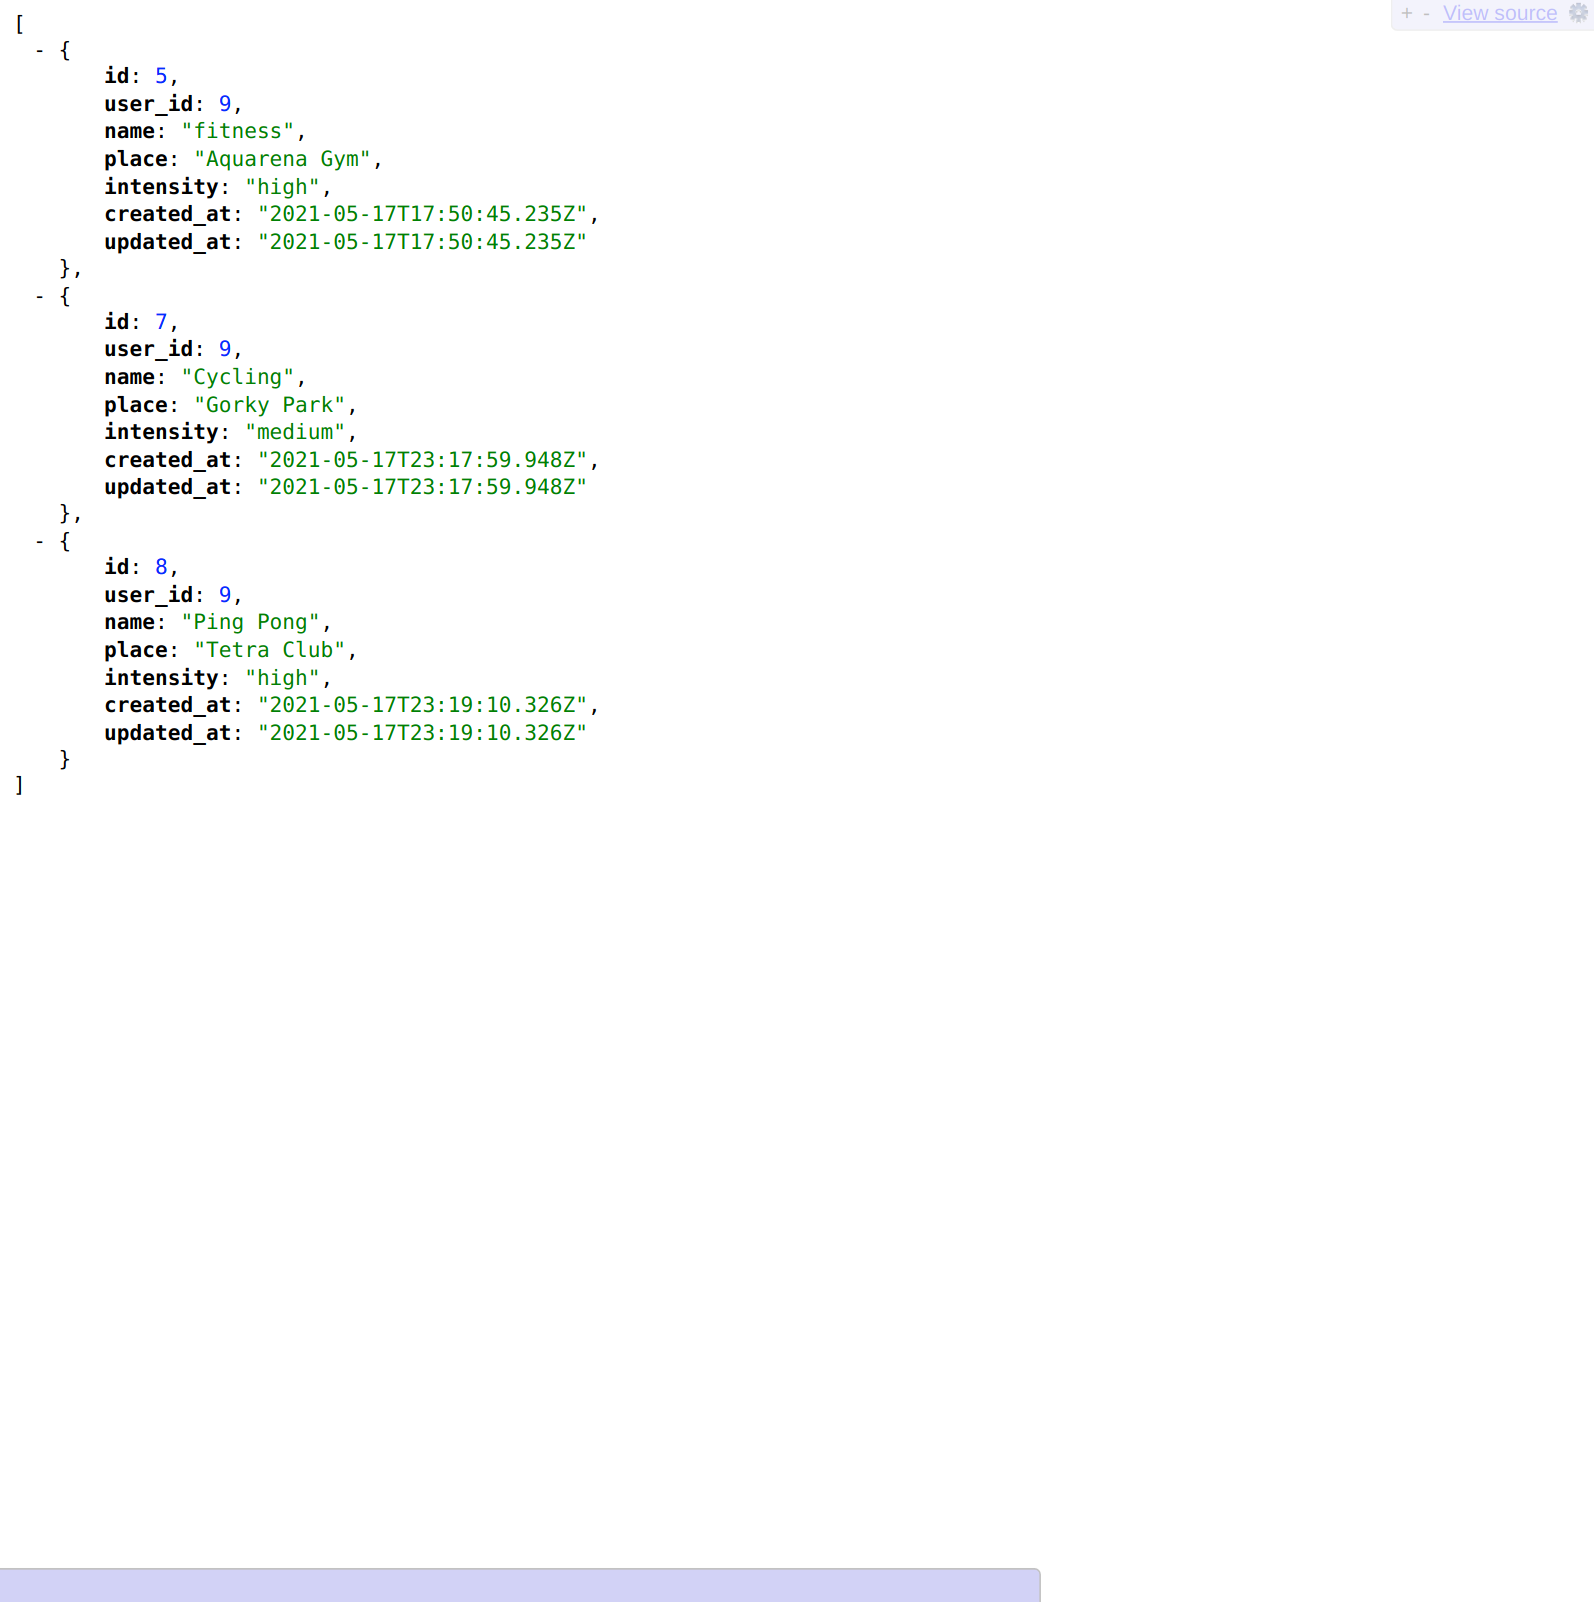 + - View source
[
- {
id: 5,
user_id: 9,
name: "fitness",
place: "Aquarena Gym",
intensity: "high",
created_at: "2021-05-17T17:50:45.235Z",
updated_at: "2021-05-17T17:50:45.235Z"
},
- {
id: 7,
user_id: 9,
name: "Cycling",
place: "Gorky Park",
intensity: "medium",
created_at: "2021-05-17T23:17:59.948Z",
updated_at: "2021-05-17T23:17:59.948Z"
},
- {
id: 8,
user_id: 9,
name: "Ping Pong",
place: "Tetra Club",
intensity: "high",
created_at: "2021-05-17T23:19:10.326Z",
updated_at: "2021-05-17T23:19:10.326Z"
}
]